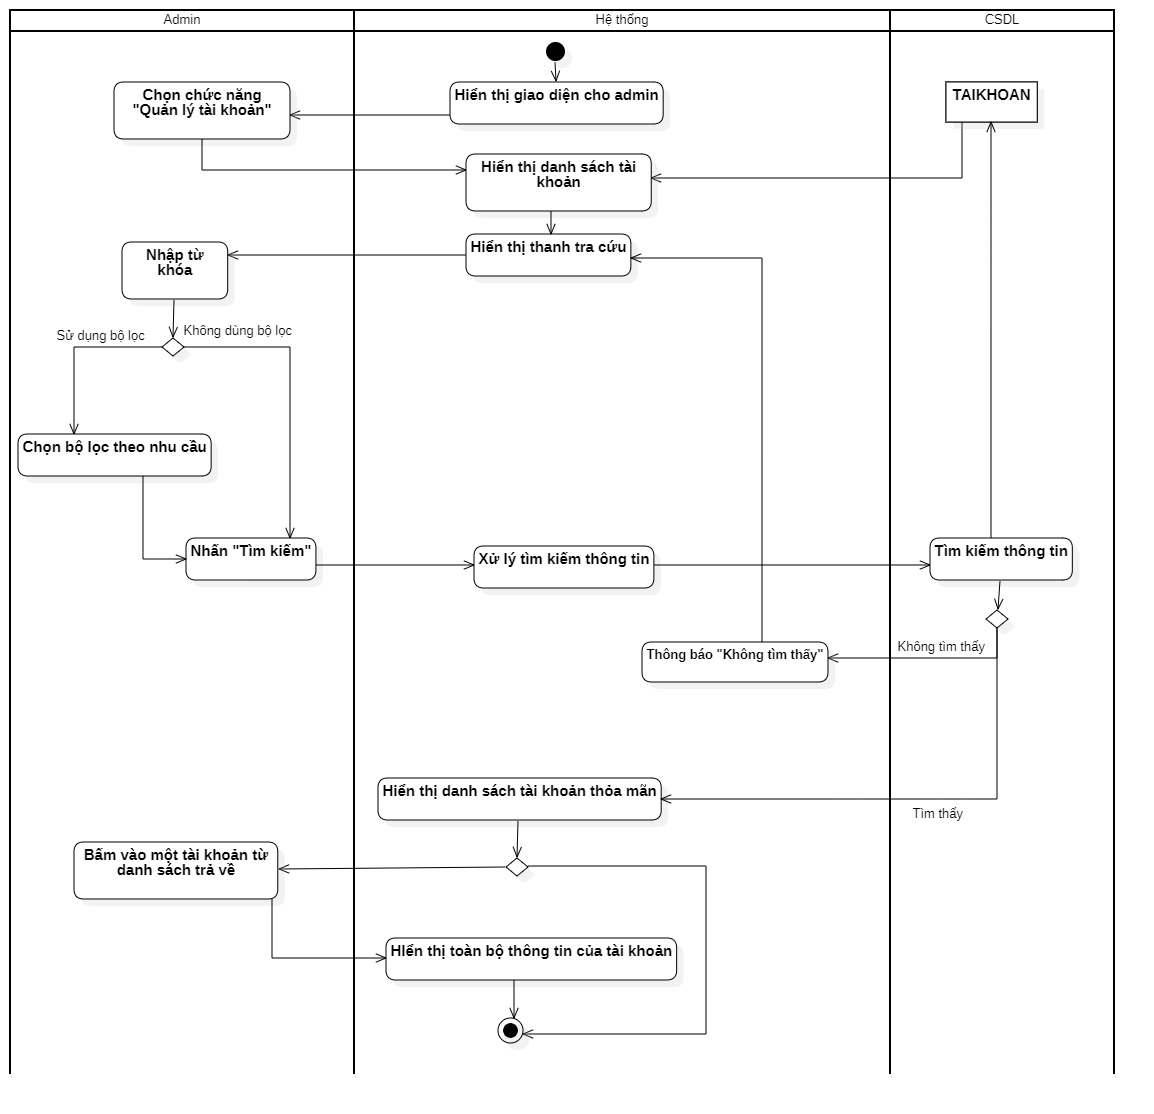 Admin
Hệ thống
CSDL
Chọn chức năng
"Quản lý tài khoản"
Hiển thị giao diện cho admin
TAIKHOAN
Hiển thị danh sách tài
khoản
Hiển thị thanh tra cứu
Nhập từ
khóa
Sử dụng bộ lọc
Không dùng bộ lọc
Chọn bộ lọc theo nhu cầu
Nhấn "Tìm kiếm"
Xử lý tìm kiếm thông tin
Tìm kiếm thông tin
Thông báo "Không tìm thấy"
Không tìm thấy
Hiển thị danh sách tài khoản thỏa mãn
Tìm thấy
Bấm vào một tài khoản từ
danh sách trả về
HIển thị toàn bộ thông tin của tài khoản